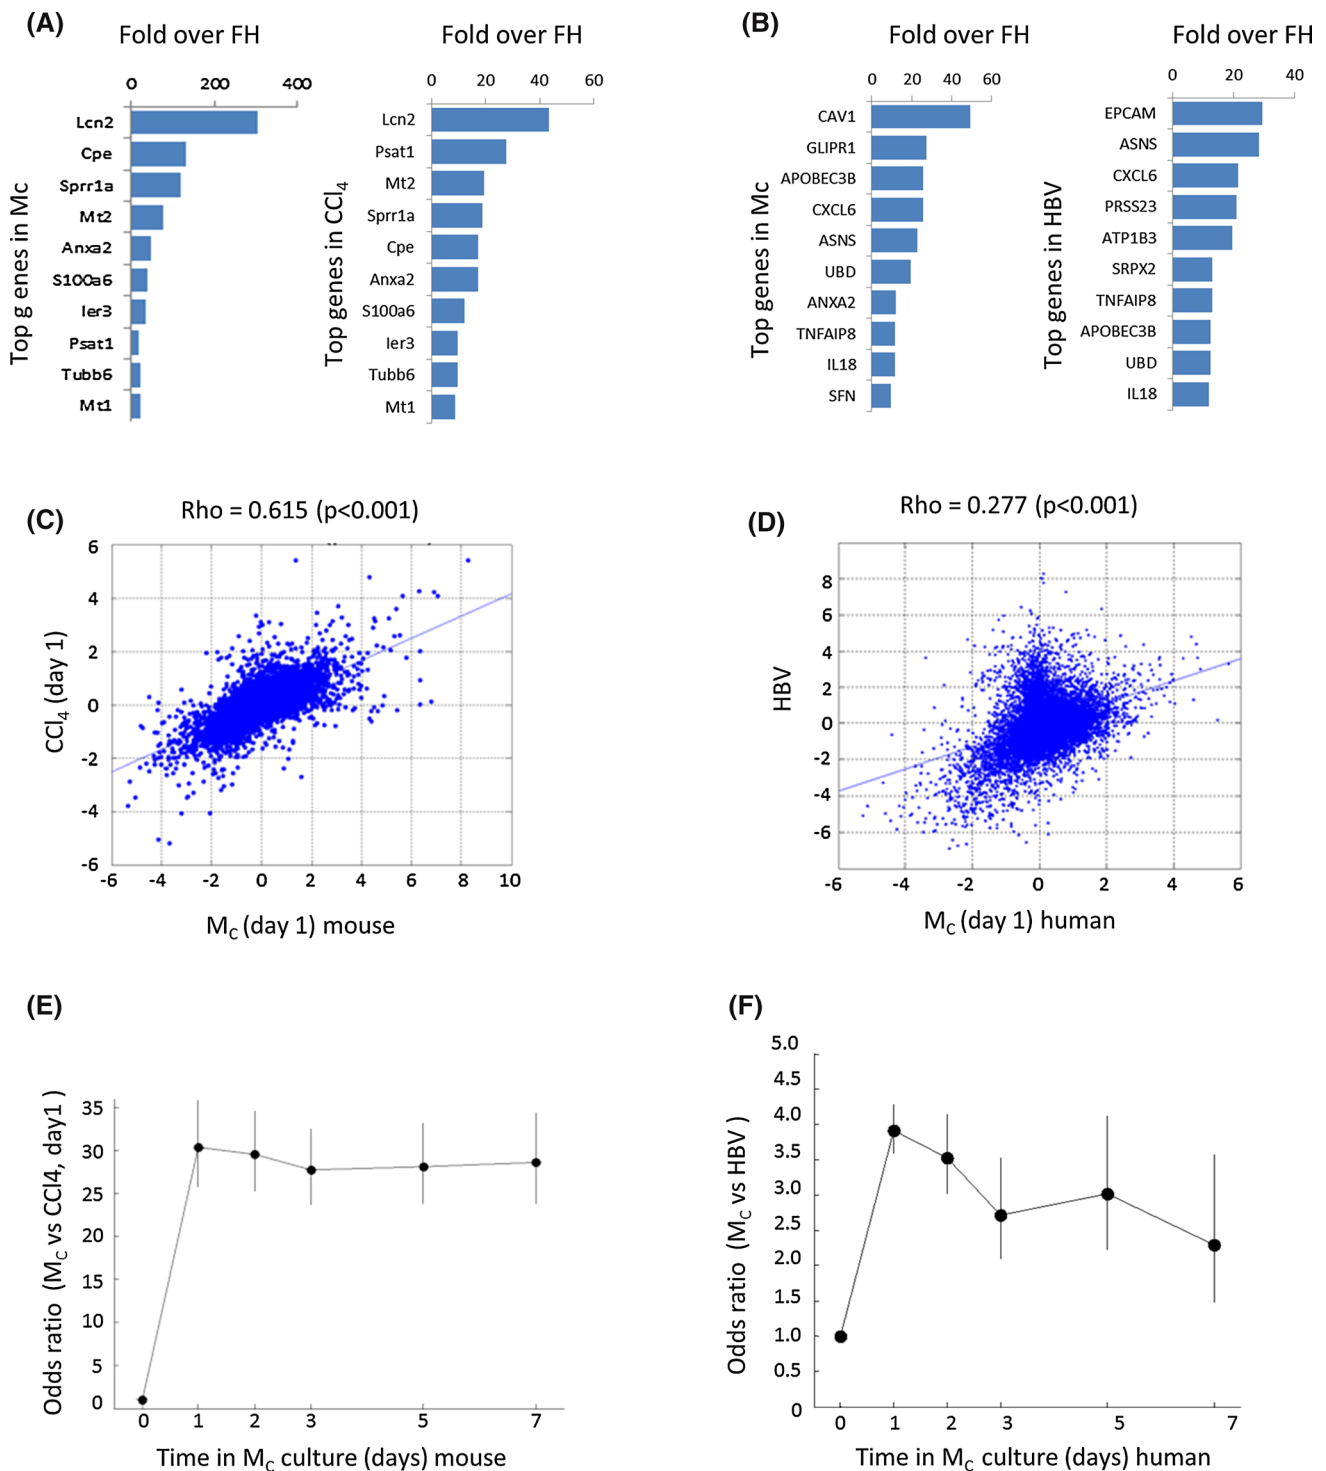 (A)
Fold over FH
Fold over FH
0 200 400
0 20 40 60
Top g enes in Mc
Lcn2
Cpe
Sprr1a
Mt2
Anxa2
S100a6
Ier3
Psat1
Tubb6
Mt1
Top genes in CCl4
Lcn2
Psat1
Mt2
Sprr1a
Cpe
Anxa2
S100a6
Ier3
Tubb6
Mt1
(B)
Fold over FH
Fold over FH
0 20 40 60
0 20 40
Top genes in Mc
CAV1
GLIPR1
APOBEC3B
CXCL6
ASNS
UBD
ANXA2
TNFAIP8
IL18
SFN
Top genes in HBV
EPCAM
ASNS
CXCL6
PRSS23
ATP1B3
SRPX2
TNFAIP8
APOBEC3B
UBD
IL18
(C)
Rho = 0.615 (p<0.001)
CCl4 (day 1)
6
4
2
0
-2
-4
-6
-6 -4 -2 0 2 4 6 8 10
MC (day 1) mouse
(D)
Rho = 0.277 (p<0.001)
HBV
8
6
4
2
0
-2
-4
-6
-6 -4 -2 0 2 4 6
MC (day 1) human
(E)
Odds ratio (MC vs CCl4, day1 )
35
30
25
20
15
10
5
0
0 1 2 3 5 7
Time in MC culture (days) mouse
(F)
Odds ratio (MC vs HBV )
5.0
4.5
4.0
3.5
3.0
2.5
2.0
1.5
1.0
0.5
0
0 1 2 3 5 7
Time in MC culture (days) human